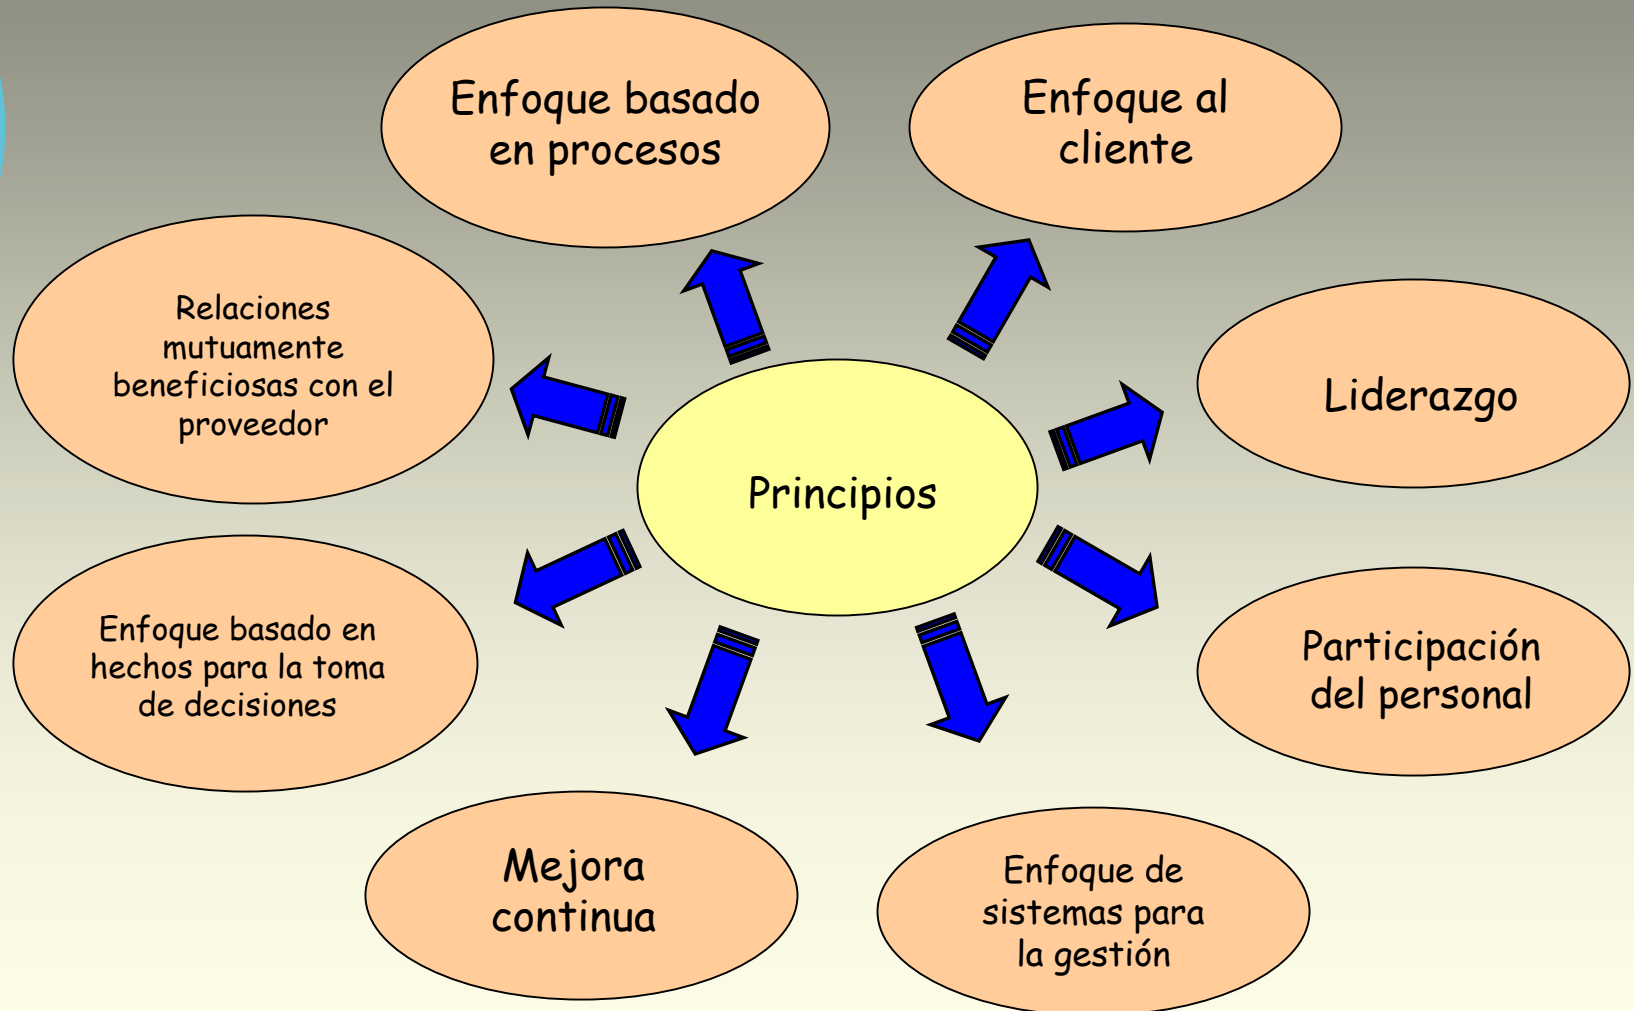 Enfoque basado
en procesos
Enfoque al
cliente
Relaciones
mutuamente
beneficiosas con el
proveedor
Liderazgo
Principios
Enfoque basado en
hechos para la toma
de decisiones
Participación
del personal
Mejora
continua
Enfoque de
sistemas para
la gestión